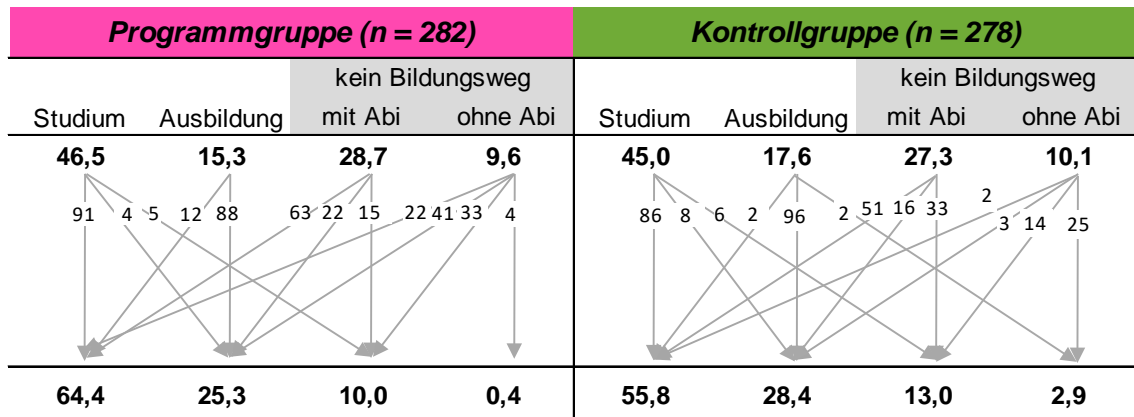 Programmgruppe (n = 282) Kontrollgruppe (n = 278)
kein Bildungsweg kein Bildungsweg
Studium Ausbildung mit Abi ohne Abi Studium Ausbildung mit Abi ohne Abi
46,5 15,3 28,7 9,6 45,0 17,6 27,3 10,1
2
91 4 5 12 88 63 22 15 22 41 33 4 86 8 6 2 96 2 51 16 33
3 14 25
64,4 25,3 10,0 0,4 55,8 28,4 13,0 2,9